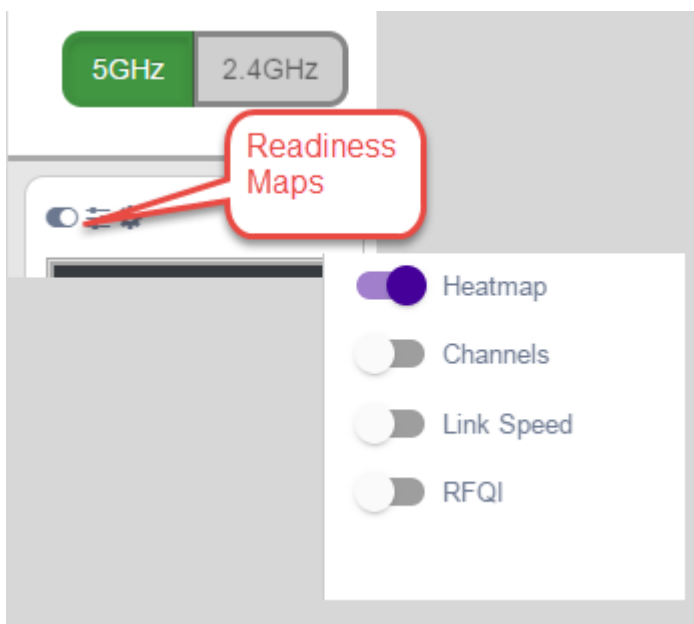 5GHz 2.4GHz
Readiness
Maps
Heatmap
Channels
Link Speed
RFQI